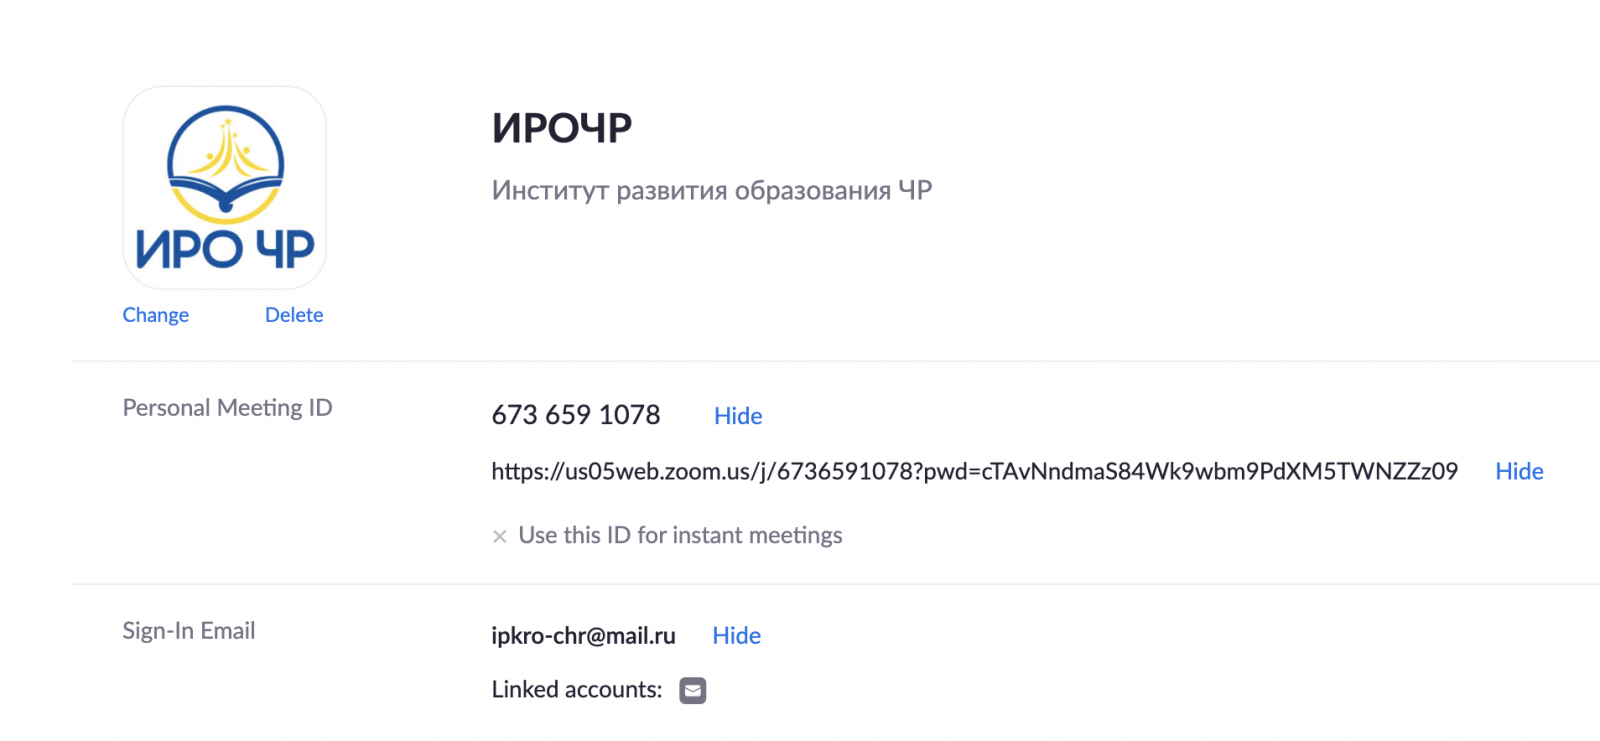 ИРОЧР
Институт развития образования ЧР
ИРО ЧР
Change Delete
Personal Meeting ID
673 659 1078 Hide
https://us05web.zoom.us/j/6736591078?pwd=cTAvNndmaS84Wk9wbm9PdXM5TWNZZz09 Hide
× Use this ID for instant meetings
Sign-In Email
ipkro-chr@mail.ru Hide
Linked accounts: